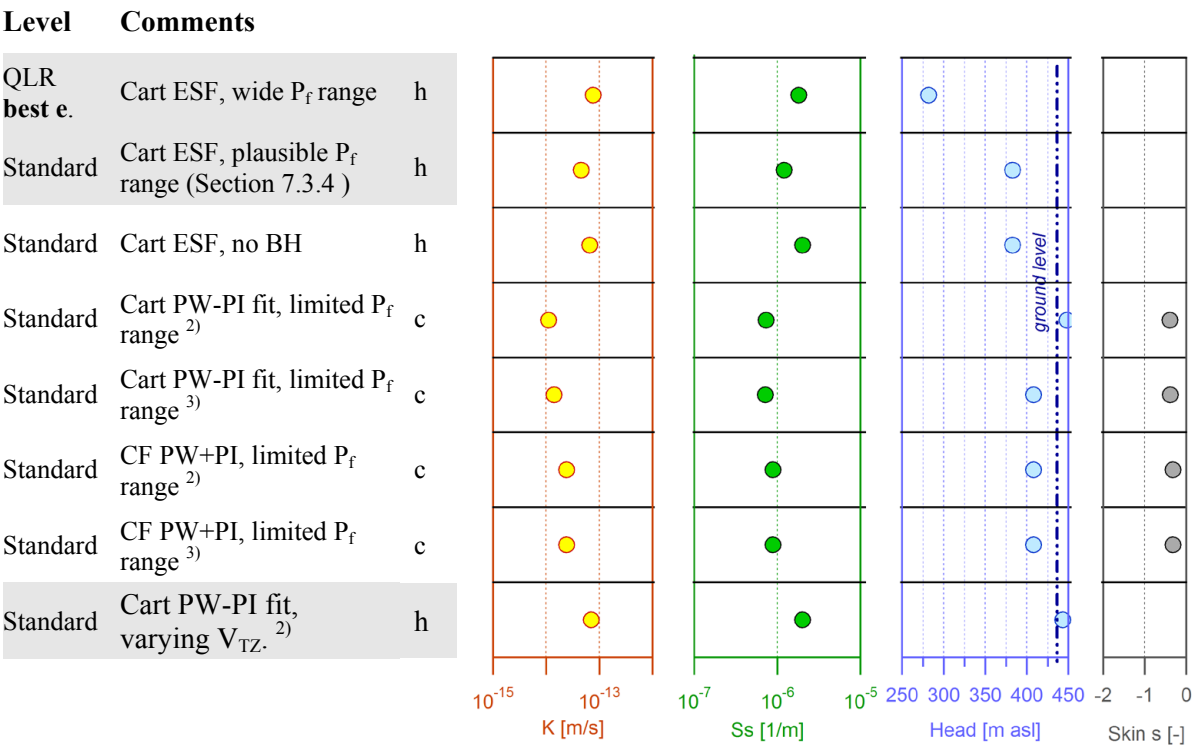 Level Comments
QLR
best e.
Cart ESF, wide Pf range h
Standard
Cart ESF, plausible Pf
range (Section 7.3.4 )
h
Standard Cart ESF, no BH h
Standard
Cart PW-PI fit, limited Pf
range 2)
c
Standard
Cart PW-PI fit, limited Pf
range 3)
c
Standard
CF PW+PI, limited Pf
range 2)
c
Standard
CF PW+PI, limited Pf
range 3)
c
Standard
Cart PW-PI fit,
varying VTZ. 2)
h
ground level
10-15 10-13
K [m/s]
10-7 10-6 10-5
Ss [1/m]
250 300 350 400 450
Head [m asl]
-2 -1 0
Skin s [-]